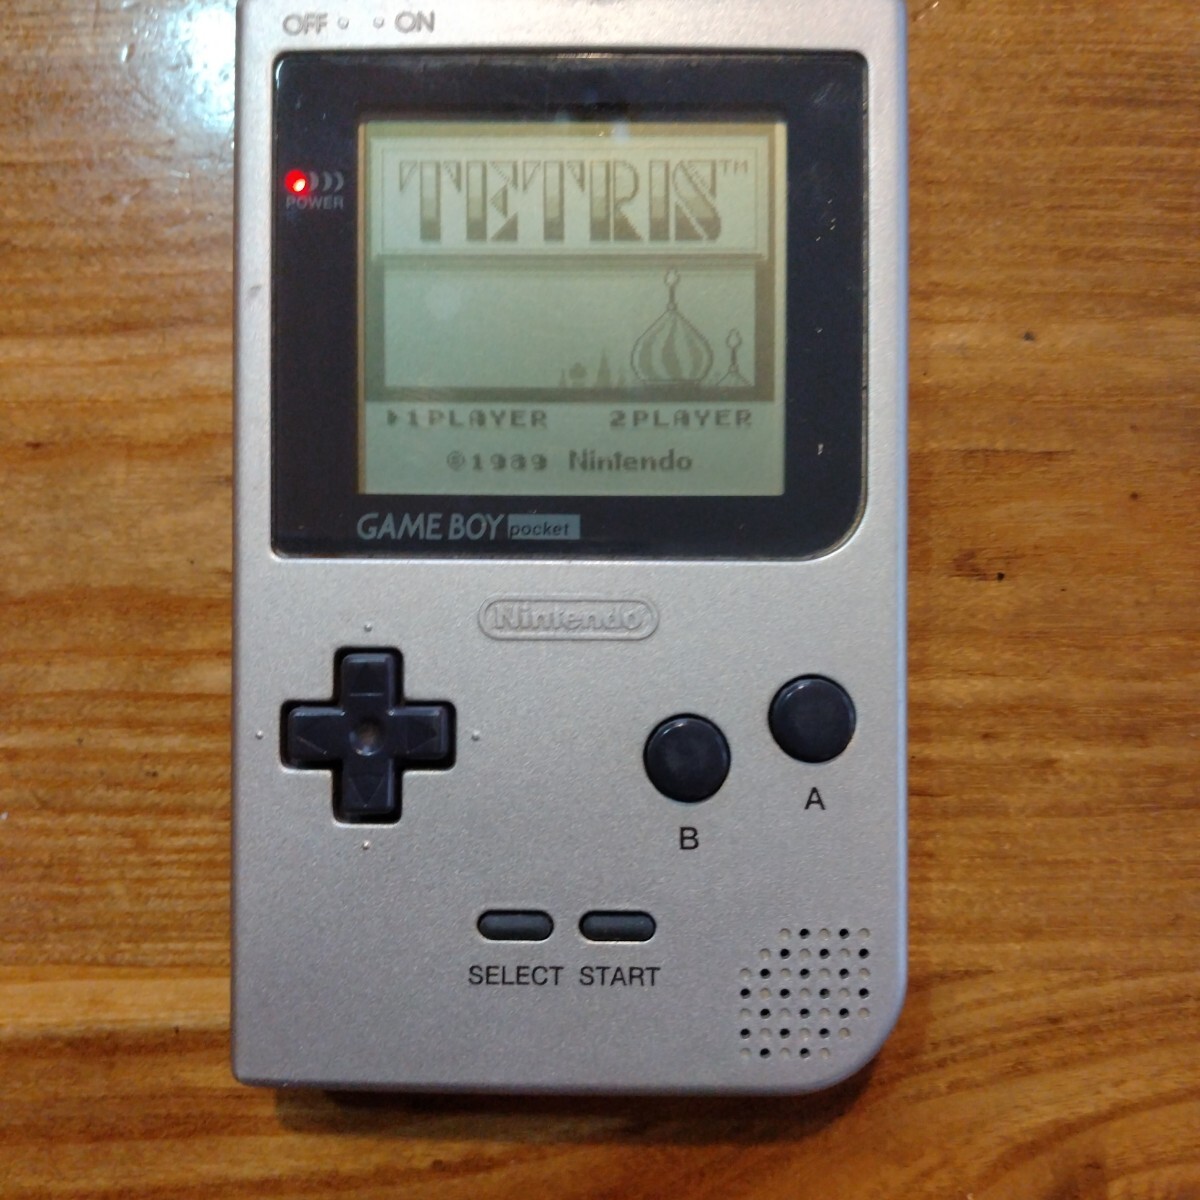 OFF ON
POWER
TETRIS™
1PLAYER 2PLAYER
©1989 Nintendo
GAME BOY pocket
Nintendo
A
B
SELECT START